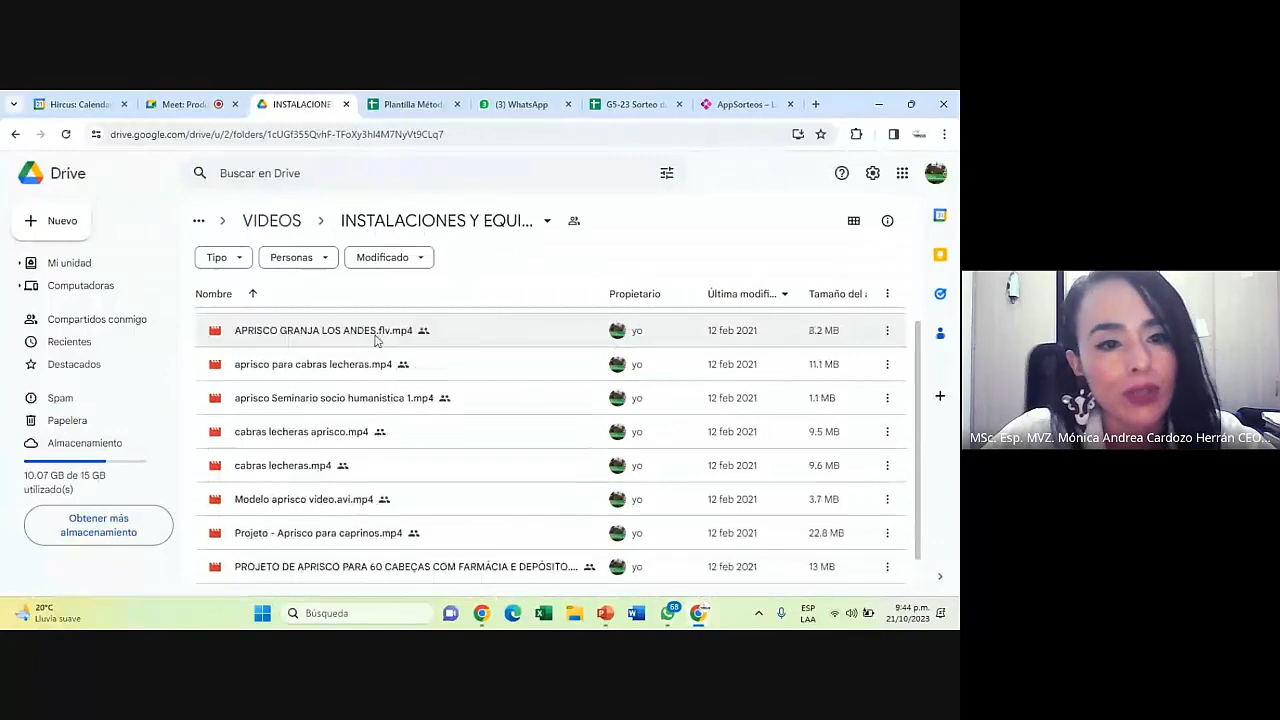 Hircus: Calenda
Meet: Prod
INSTALACIONE
Plantilla Métod
(3) WhatsApp
G5-23 Sorteo d
AppSorteos – L
drive.google.com/drive/u/2/folders/1cUGf355QvhF-TFoXy3hI4M7NyVt9CLq7
Drive
Buscar en Drive
Nuevo
... > VIDEOS > INSTALACIONES Y EQUI...
Tipo
Personas
Modificado
Mi unidad
Computadoras
Compartidos conmigo
Recientes
Destacados
Spam
Papelera
Almacenamiento
10.07 GB de 15 GB
utilizado(s)
Obtener más
almacenamiento
Nombre Propietario Última modifi... Tamaño del
APRISCO GRANJA LOS ANDES.flv.mp4 yo 12 feb 2021 8.2 MB
aprisco para cabras lecheras.mp4 yo 12 feb 2021 11.1 MB
aprisco Seminario socio humanistica 1.mp4 yo 12 feb 2021 1.1 MB
cabras lecheras aprisco.mp4 yo 12 feb 2021 9.5 MB
cabras lecheras.mp4 yo 12 feb 2021 9.6 MB
Modelo aprisco video.avi.mp4 yo 12 feb 2021 3.7 MB
Projeto - Aprisco para caprinos.mp4 yo 12 feb 2021 22.8 MB
PROJETO DE APRISCO PARA 60 CABEÇAS COM FARMÁCIA E DEPÓSITO.... yo 12 feb 2021 13 MB
MSc. Esp. MVZ. Mónica Andrea Cardozo Herrán CEO...
20°C
Lluvia suave
Búsqueda
68
ESP
LAA
9:44 p.m.
21/10/2023